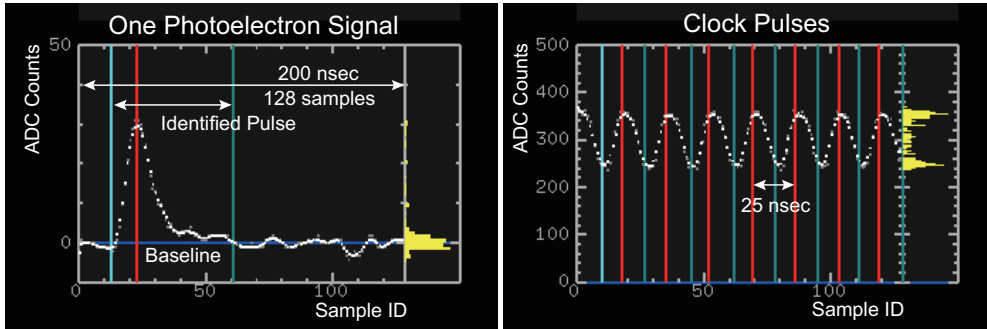 One Photoelectron Signal
50
ADC Counts
200 nsec
128 samples
Identified Pulse
0
Baseline
0
50
100
Sample ID
Clock Pulses
500
400
300
200
100
0
ADC Counts
25 nsec
0
50
100
Sample ID